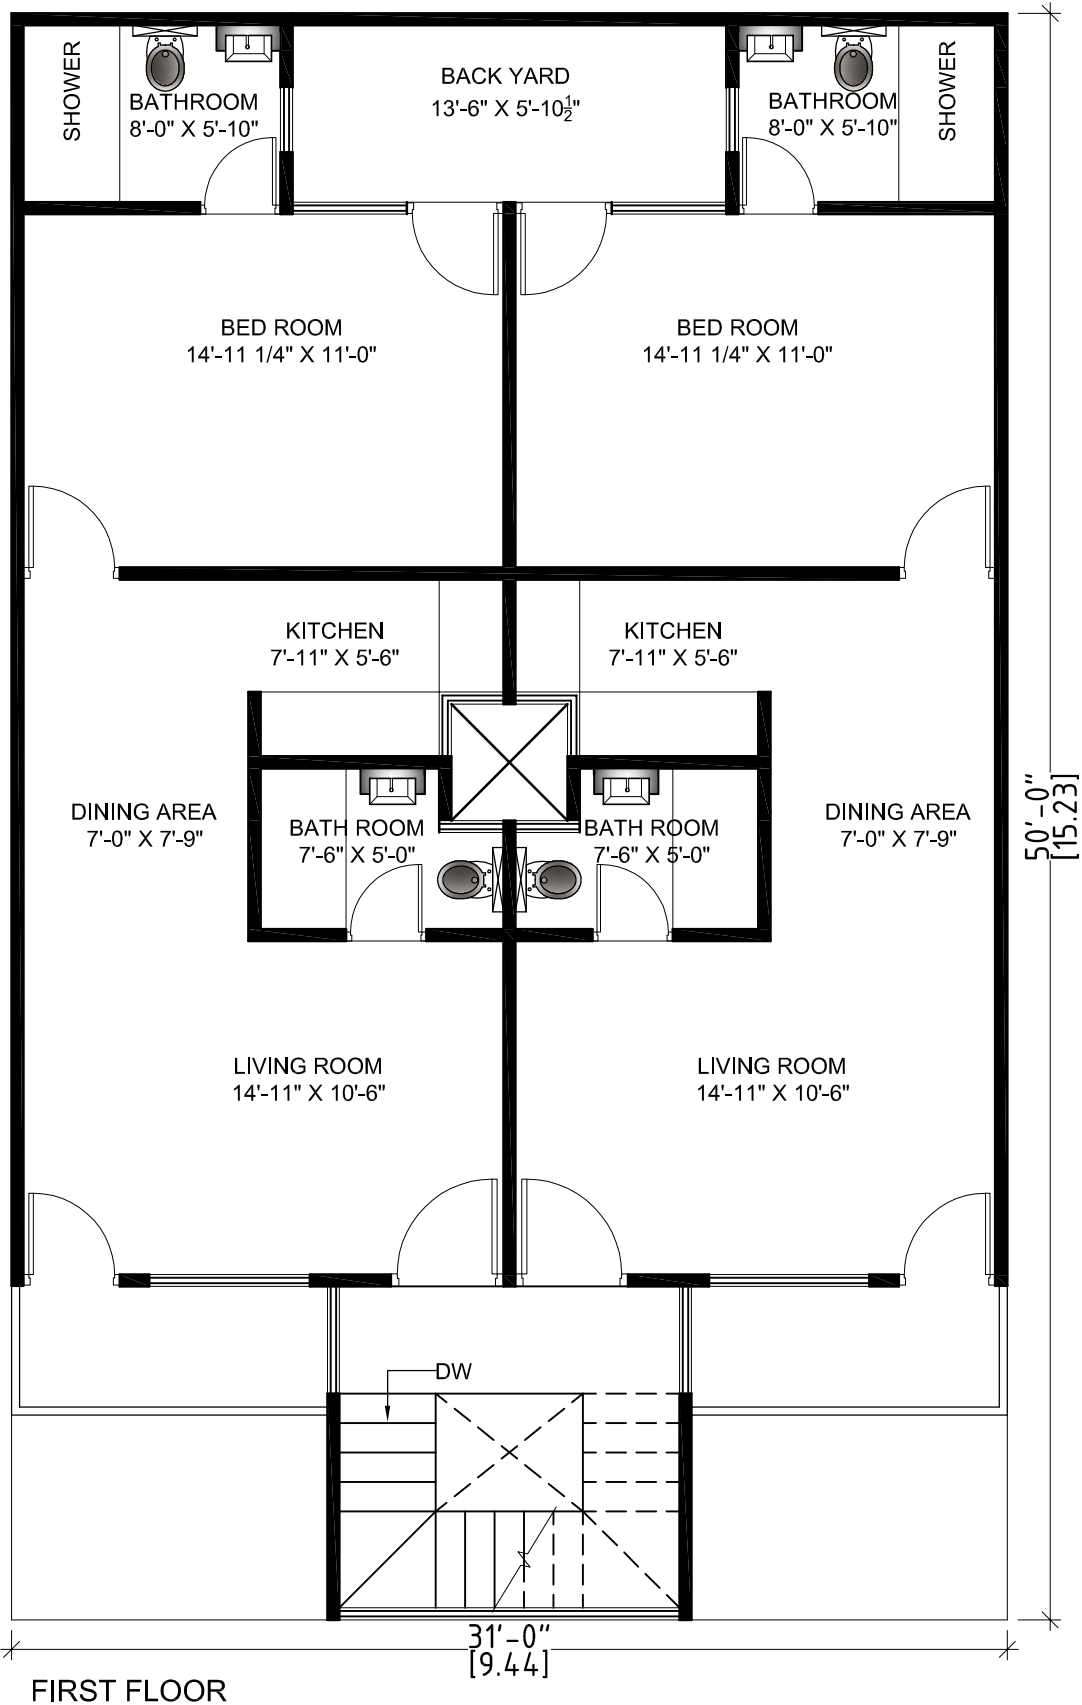 SHOWER
BATHROOM
8'-0" X 5'-10"
BACK YARD
13'-6" X 5'-10½"
BATHROOM
8'-0" X 5'-10"
SHOWER
BED ROOM
14'-11 1/4" X 11'-0"
BED ROOM
14'-11 1/4" X 11'-0"
KITCHEN
7'-11" X 5'-6"
KITCHEN
7'-11" X 5'-6"
DINING AREA
7'-0" X 7'-9"
BATH ROOM
7'-6" X 5'-0"
BATH ROOM
7'-6" X 5'-0"
DINING AREA
7'-0" X 7'-9"
50'-0"
[15.23]
LIVING ROOM
14'-11" X 10'-6"
LIVING ROOM
14'-11" X 10'-6"
DW
31'-0"
[9.44]
FIRST FLOOR